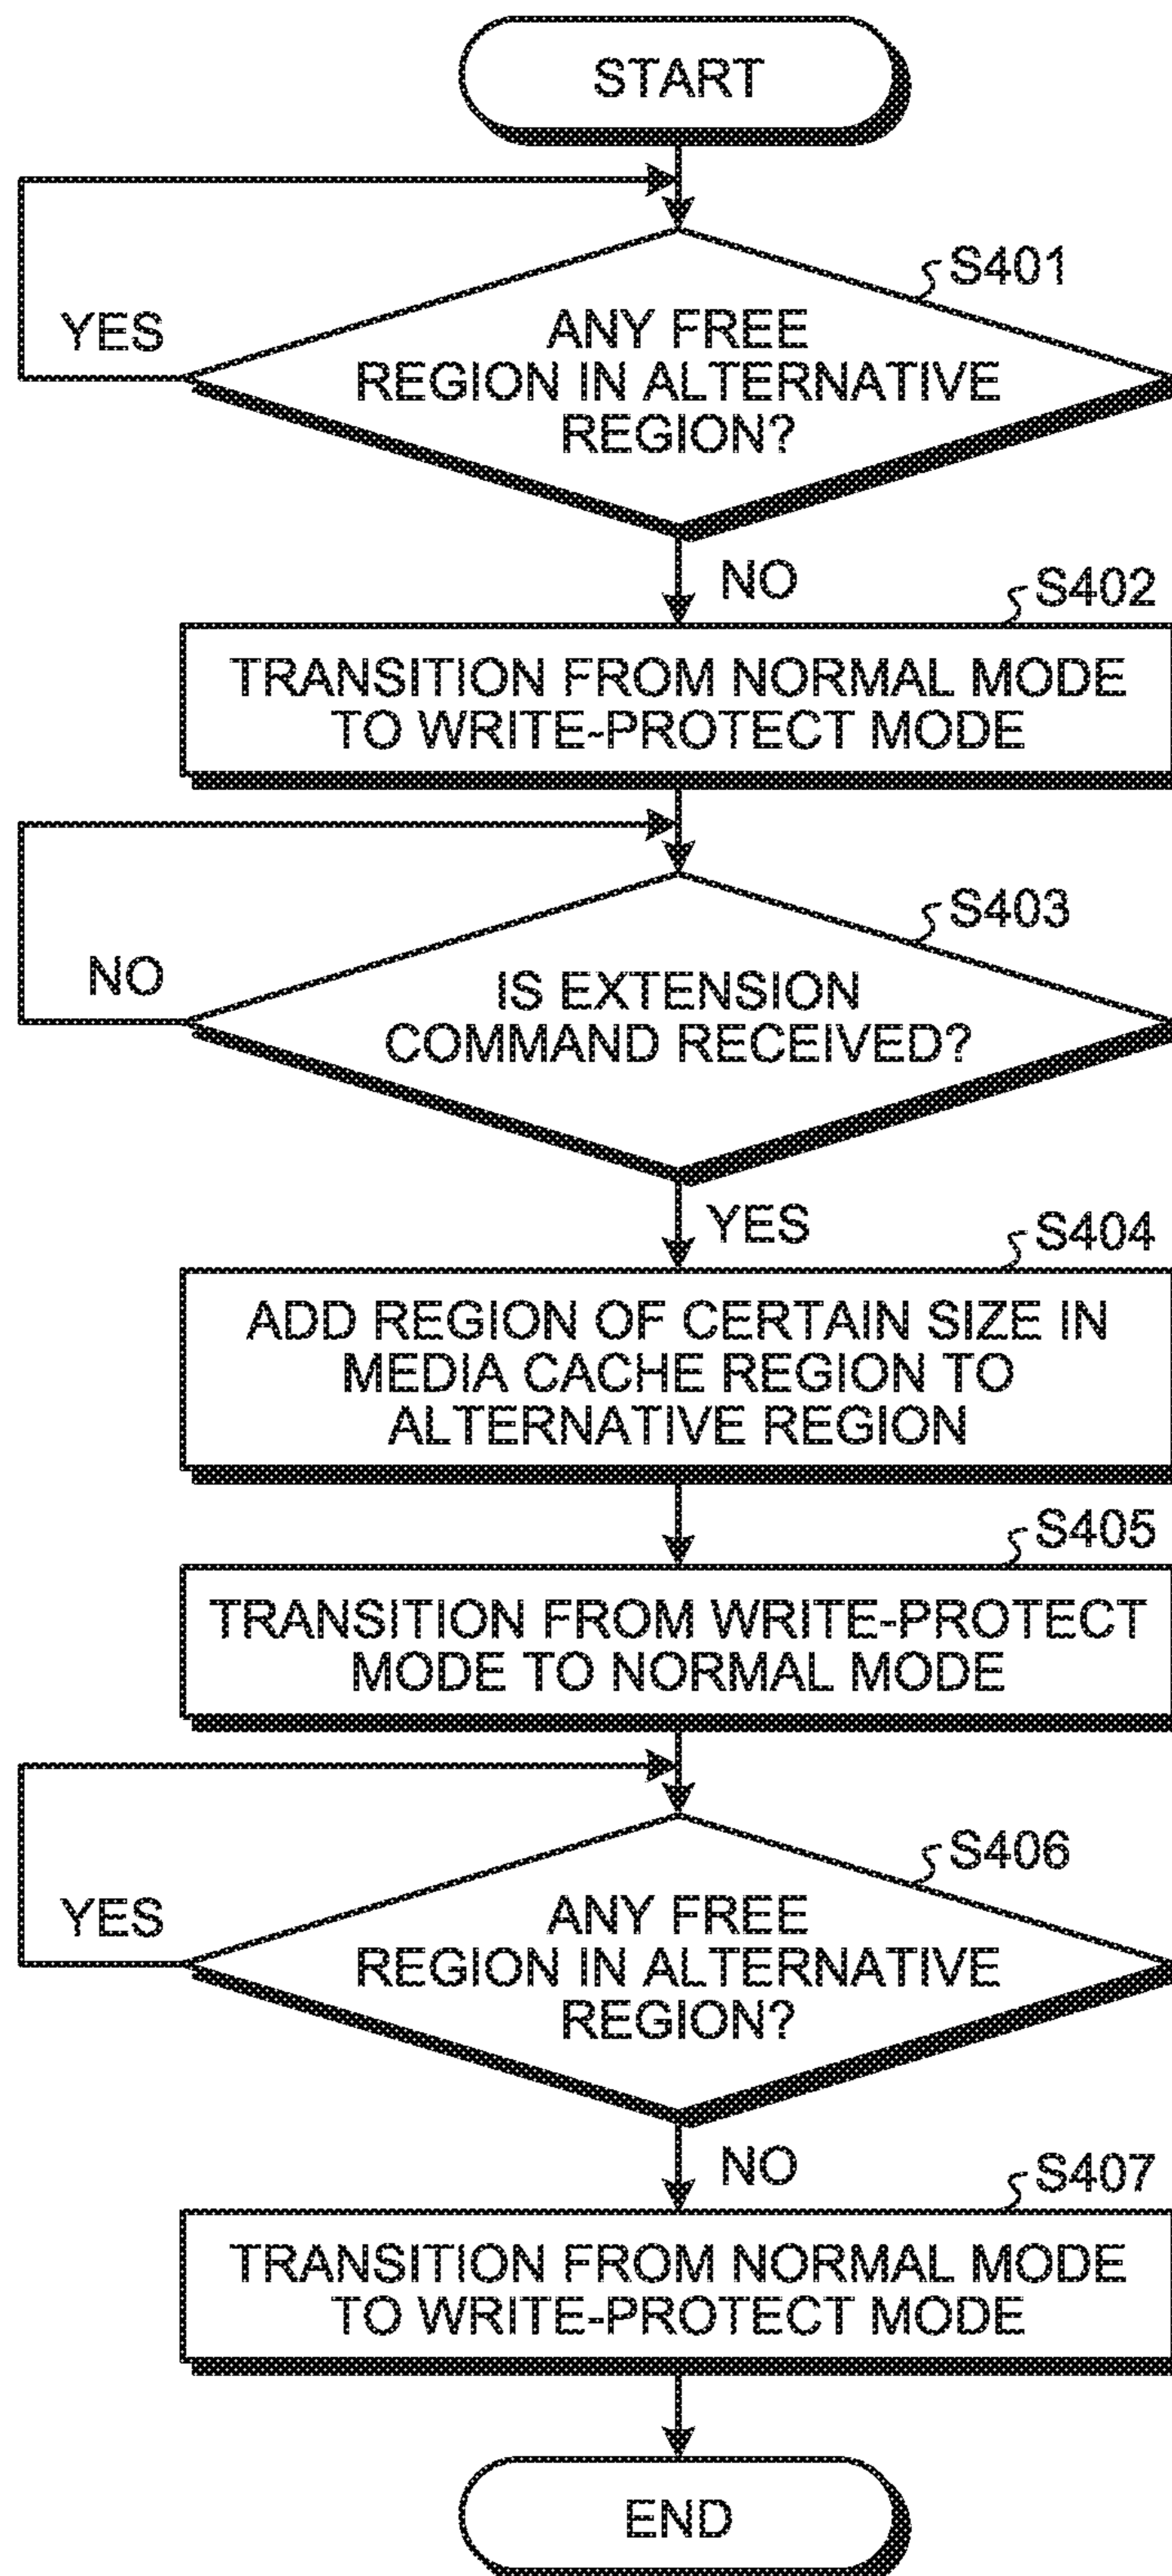 START
S401
YES
ANY FREE
REGION IN ALTERNATIVE
REGION?
NO
S402
TRANSITION FROM NORMAL MODE
TO WRITE-PROTECT MODE
S403
NO
IS EXTENSION
COMMAND RECEIVED?
YES
S404
ADD REGION OF CERTAIN SIZE IN
MEDIA CACHE REGION TO
ALTERNATIVE REGION
S405
TRANSITION FROM WRITE-PROTECT
MODE TO NORMAL MODE
S406
YES
ANY FREE
REGION IN ALTERNATIVE
REGION?
NO
S407
TRANSITION FROM NORMAL MODE
TO WRITE-PROTECT MODE
END